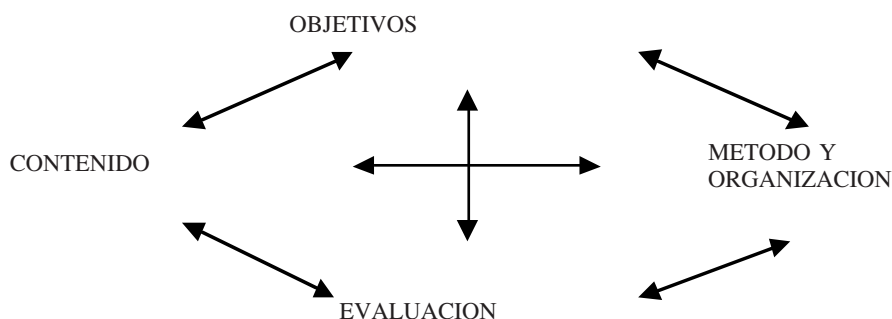 OBJETIVOS
CONTENIDO
METODO Y
ORGANIZACION
EVALUACION